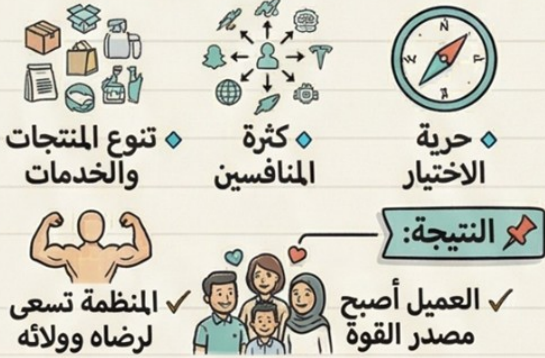 حرية
الاختيار
كثرة
المنافسين
تنوع المنتجات
والخدمات
النتيجة:
العميل أصبح
مصدر القوة
المنظمة تسعى
لرضاه وولائه